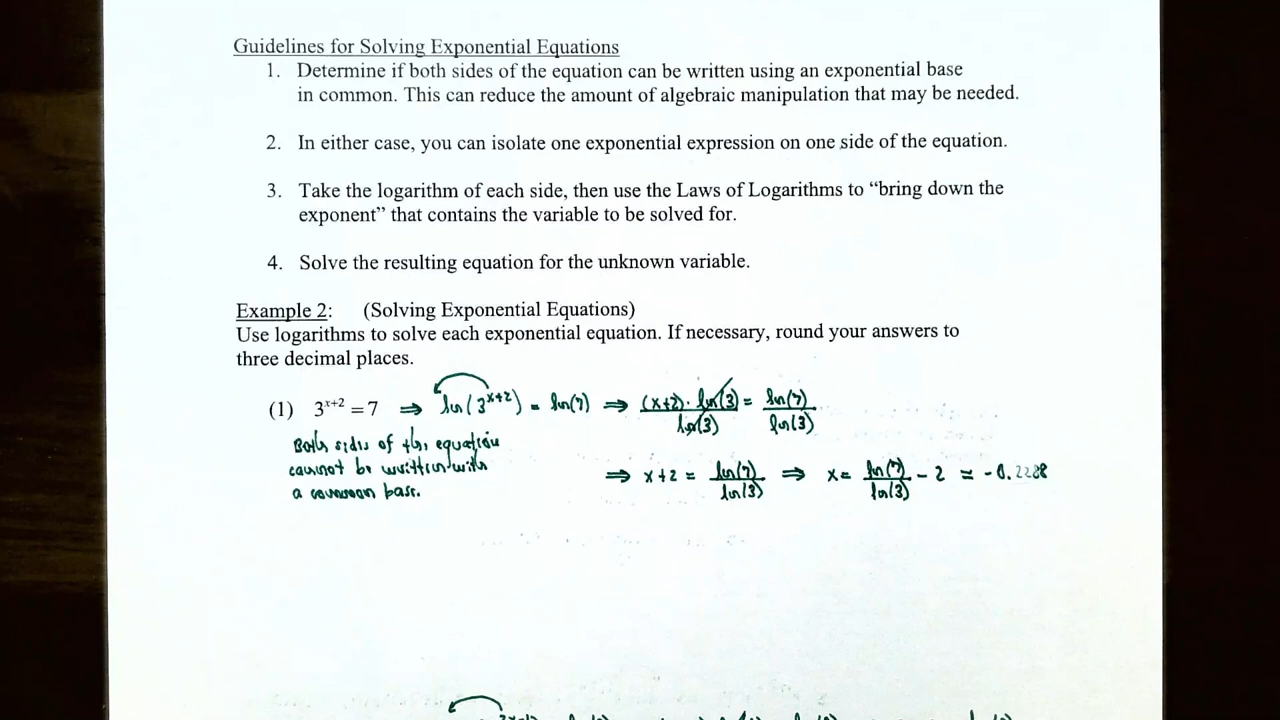 Guidelines for Solving Exponential Equations
1. Determine if both sides of the equation can be written using an exponential base
in common. This can reduce the amount of algebraic manipulation that may be needed.
2. In either case, you can isolate one exponential expression on one side of the equation.
3. Take the logarithm of each side, then use the Laws of Logarithms to “bring down the
exponent” that contains the variable to be solved for.
4. Solve the resulting equation for the unknown variable.
Example 2: (Solving Exponential Equations)
Use logarithms to solve each exponential equation. If necessary, round your answers to
three decimal places.
(1) 3^{x+2} = 7 ⇒ ln(3^{x+2}) = ln(7) ⇒ (x+2)·ln(3)/ln(3) = ln(7)/ln(3)
Both sides of the equation
cannot be written with
a common base.
⇒ x+2 = ln(7)/ln(3) ⇒ x = ln(7)/ln(3) - 2 ≈ -0.2288